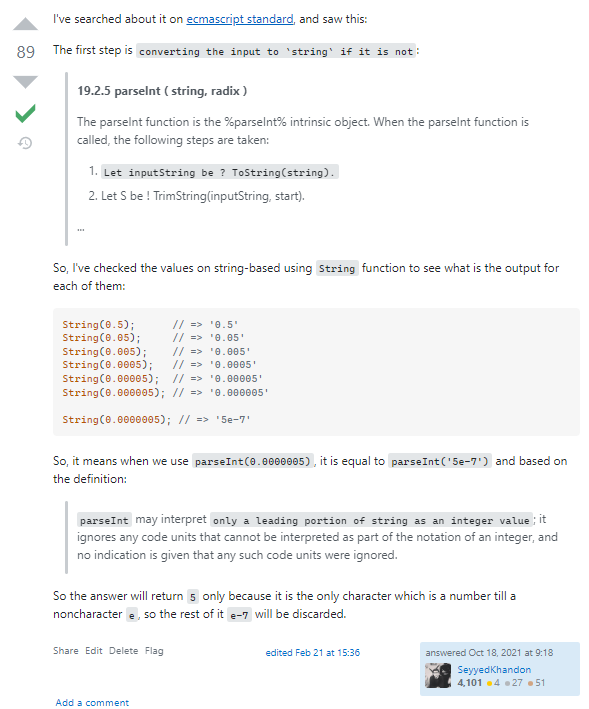 I've searched about it on ecmascript standard, and saw this:
89
The first step is converting the input to `string` if it is not:
19.2.5 parseInt ( string, radix )
The parseInt function is the %parseInt% intrinsic object. When the parseInt function is
called, the following steps are taken:
1. Let inputString be ? ToString(string).
2. Let S be ! TrimString(inputString, start).
...
So, I've checked the values on string-based using String function to see what is the output for
each of them:
String(0.5);      // => '0.5'
String(0.05);     // => '0.05'
String(0.005);    // => '0.005'
String(0.0005);   // => '0.0005'
String(0.00005);  // => '0.00005'
String(0.000005); // => '0.000005'
String(0.0000005); // => '5e-7'
So, it means when we use parseInt(0.0000005), it is equal to parseInt('5e-7') and based on
the definition:
parseInt may interpret only a leading portion of string as an integer value; it
ignores any code units that cannot be interpreted as part of the notation of an integer, and
no indication is given that any such code units were ignored.
So the answer will return 5 only because it is the only character which is a number till a
noncharacter e, so the rest of it e-7 will be discarded.
Share Edit Delete Flag
edited Feb 21 at 15:36
answered Oct 18, 2021 at 9:18
SeyyedKhandon
4,101 4 27 51
Add a comment